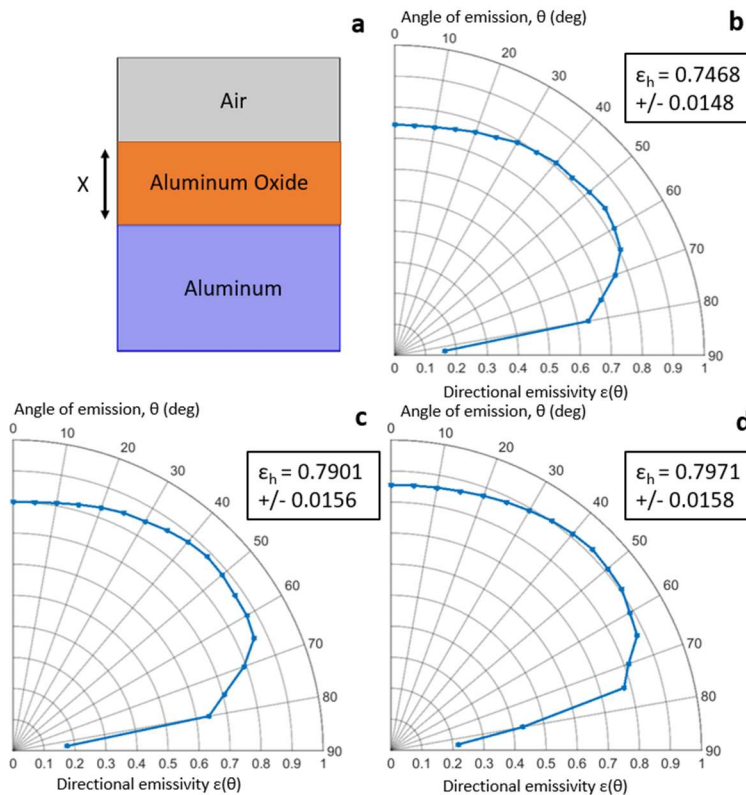 a
Air
X
Aluminum Oxide
Aluminum
Angle of emission, θ (deg)
b
0
10
20
30
40
50
60
70
80
90
εh = 0.7468
+/- 0.0148
0 0.1 0.2 0.3 0.4 0.5 0.6 0.7 0.8 0.9 1
Directional emissivity ε(θ)
Angle of emission, θ (deg)
c
0
10
20
30
40
50
60
70
80
90
εh = 0.7901
+/- 0.0156
0 0.1 0.2 0.3 0.4 0.5 0.6 0.7 0.8 0.9 1
Directional emissivity ε(θ)
Angle of emission, θ (deg)
d
0
10
20
30
40
50
60
70
80
90
εh = 0.7971
+/- 0.0158
0 0.1 0.2 0.3 0.4 0.5 0.6 0.7 0.8 0.9 1
Directional emissivity ε(θ)